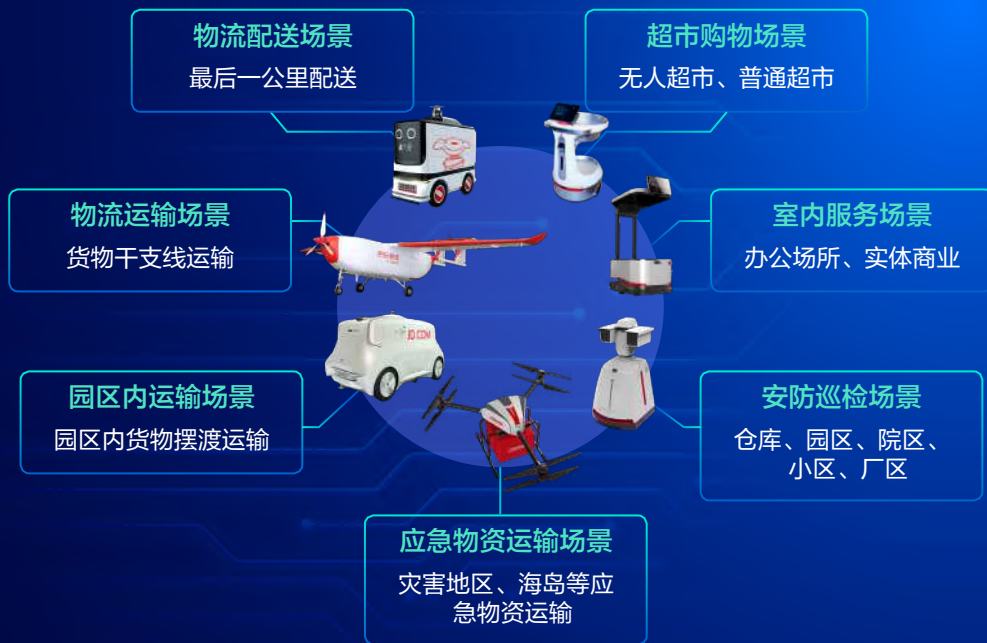 物流配送场景
最后一公里配送
超市购物场景
无人超市、普通超市
物流运输场景
货物干支线运输
室内服务场景
办公场所、实体商业
JD.COM
园区内运输场景
园区内货物摆渡运输
安防巡检场景
仓库、园区、院区、
小区、厂区
应急物资运输场景
灾害地区、海岛等应
急物资运输